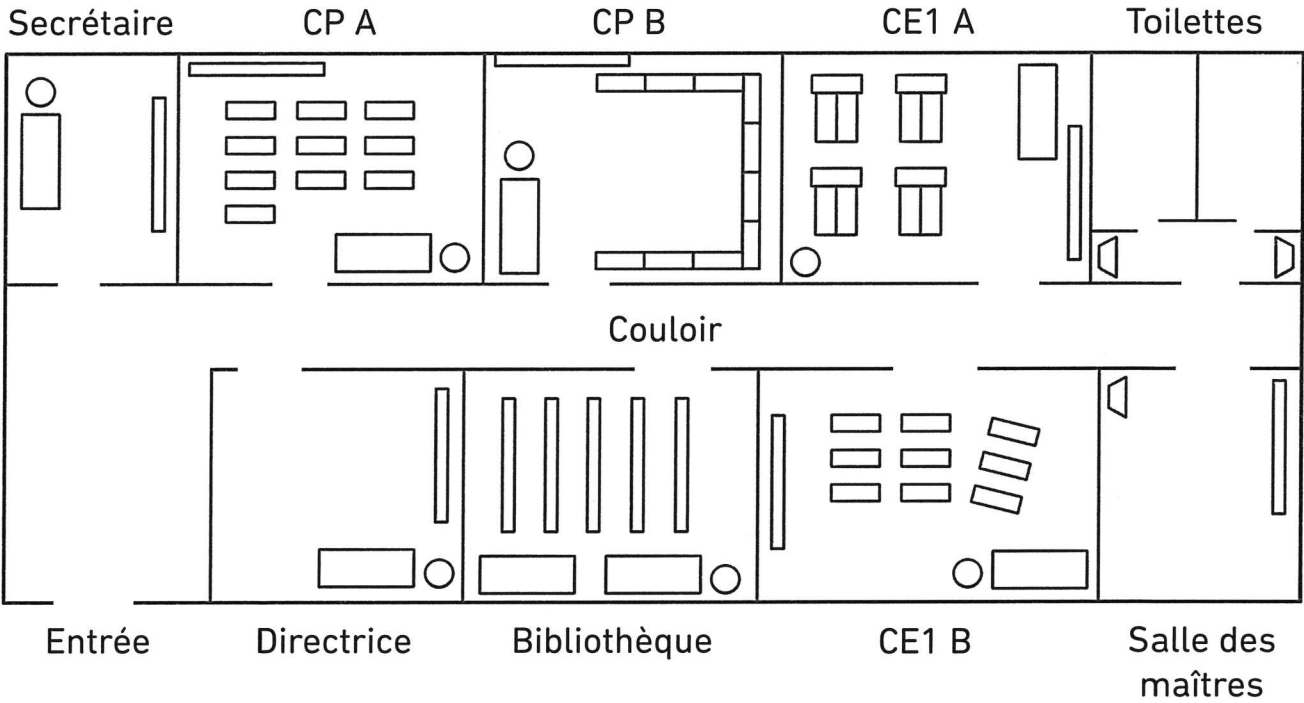 Secrétaire CP A CP B CE1 A Toilettes
Couloir
Entrée Directrice Bibliothèque CE1 B Salle des
maîtres